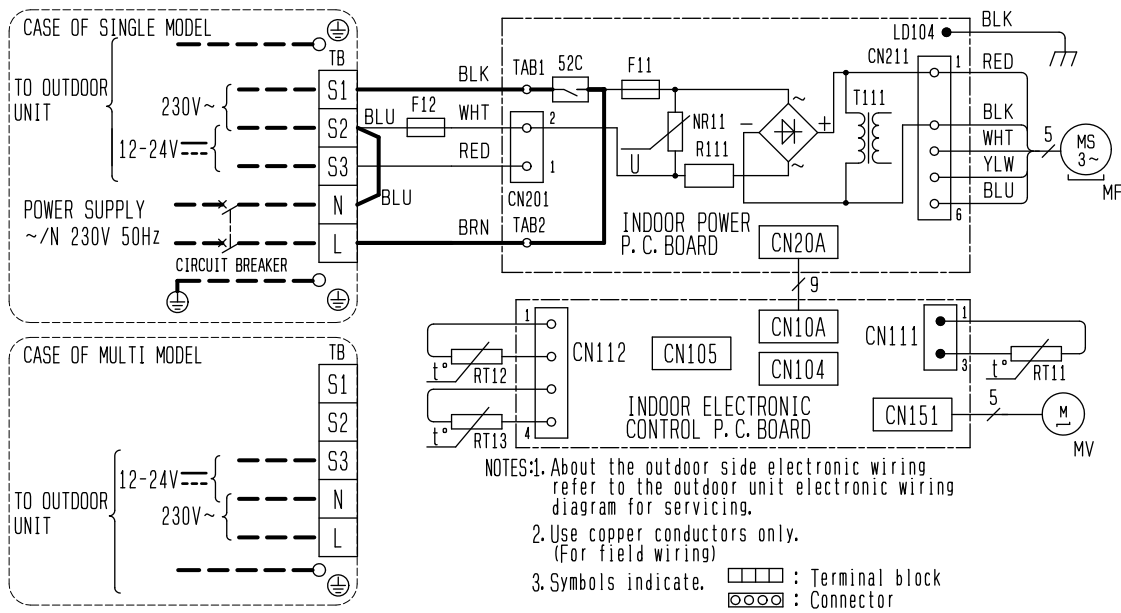 CASE OF SINGLE MODEL
TB
TO OUTDOOR
UNIT
230V~
12-24V
S1
S2
S3
N
L
POWER SUPPLY
~/N 230V 50Hz
CIRCUIT BREAKER
BLU
F12
BLU
BLK
WHT
RED
BRN
TAB1
52C
F11
2
1
CN201
TAB2
NR11
U
R111
~
~
-
+
T111
LD104
BLK
CN211
1
6
RED
BLK
WHT
YLW
BLU
5
MS
3~
MF
INDOOR POWER
P.C.BOARD
CN20A
9
CASE OF MULTI MODEL
TB
S1
S2
S3
N
L
12-24V
230V~
TO OUTDOOR
UNIT
1
4
CN112
t°
RT12
t°
RT13
CN105
CN10A
CN104
CN111
1
3
t°
RT11
CN151
5
M
MV
INDOOR ELECTRONIC
CONTROL P.C.BOARD
NOTES:1. About the outdoor side electronic wiring
refer to the outdoor unit electronic wiring
diagram for servicing.
2. Use copper conductors only.
(For field wiring)
3. Symbols indicate.
: Terminal block
: Connector